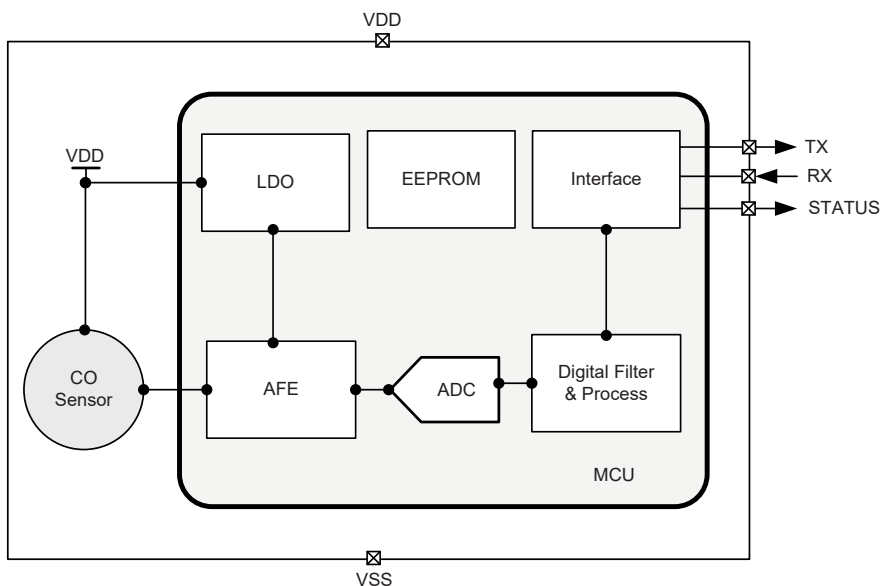 VDD
VDD
LDO
EEPROM
Interface
TX
RX
STATUS
CO
Sensor
AFE
ADC
Digital Filter
& Process
MCU
VSS